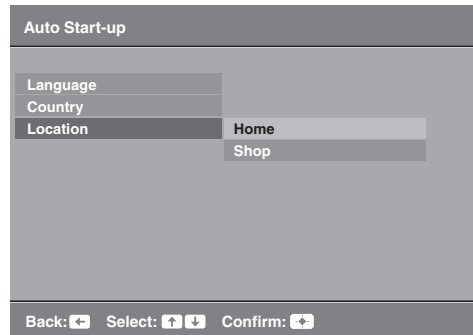 Auto Start-up
Language
Country
Location Home
Shop
Back: Select: Confirm: